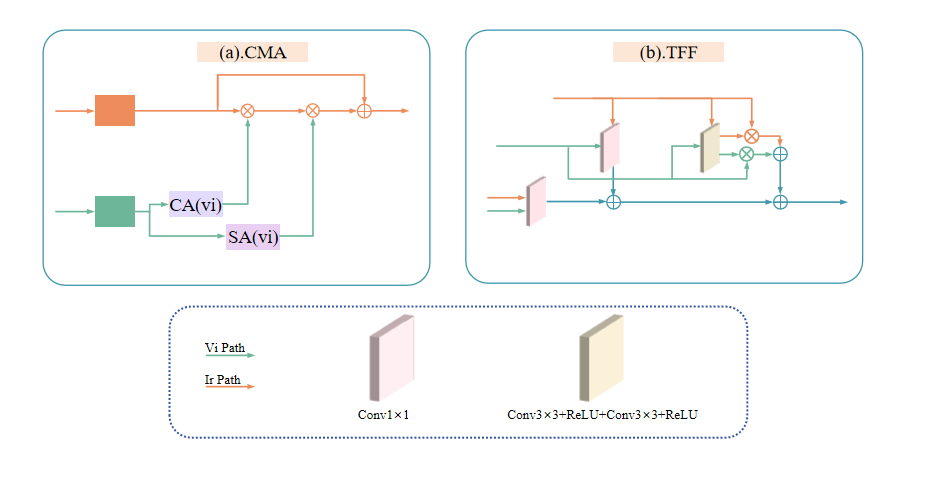 (a).CMA
(b).TFF
CA(vi)
SA(vi)
Vi Path
Ir Path
Conv1×1
Conv3×3+ReLU+Conv3×3+ReLU